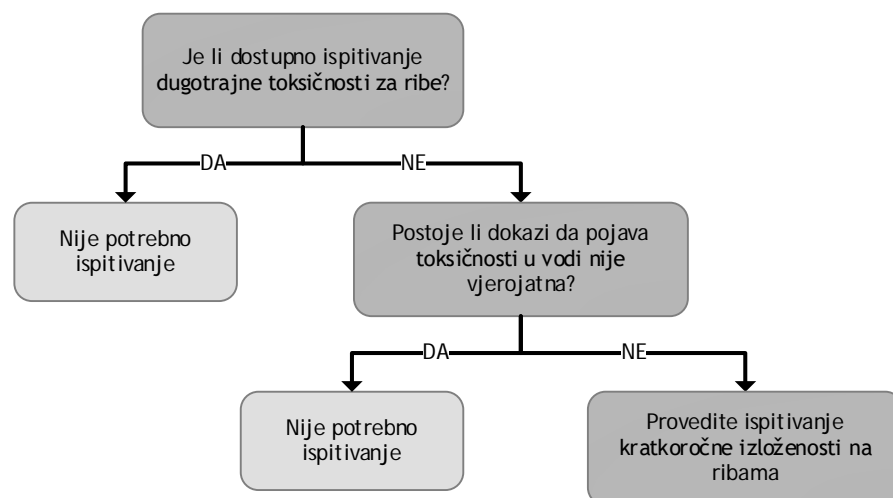 Je li dostupno ispitivanje
dugotrajne toksičnosti za ribe?
DA
NE
Nije potrebno
ispitivanje
Postoje li dokazi da pojava
toksičnosti u vodi nije
vjerojatna?
DA
NE
Nije potrebno
ispitivanje
Provedite ispitivanje
kratkoročne izloženosti na
ribama